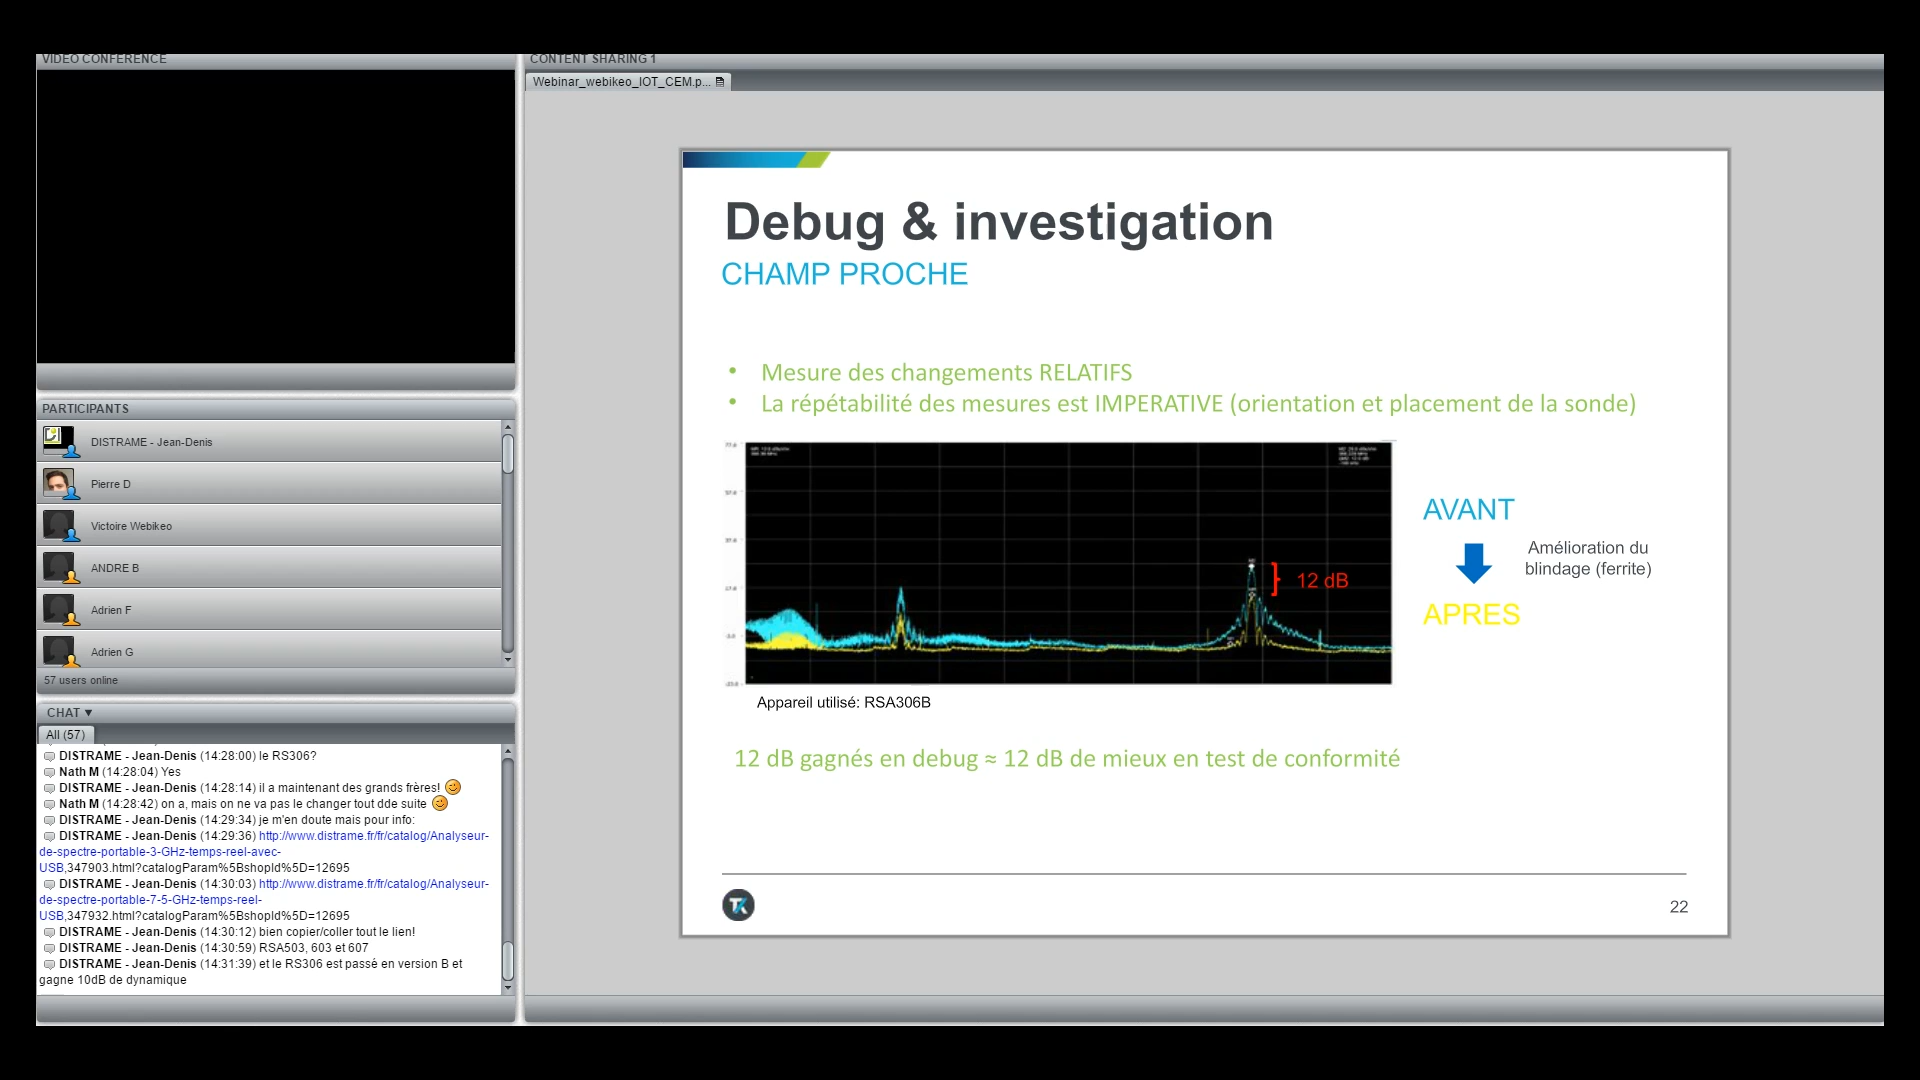 VIDEO CONFERENCE
PARTICIPANTS
DISTRAME - Jean-Denis
Pierre D
Victoire Webikeo
ANDRE B
Adrien F
Adrien G
57 users online
CHAT ▼
All (57)
DISTRAME - Jean-Denis (14:28:00) le RS306?
Nath M (14:28:04) Yes
DISTRAME - Jean-Denis (14:28:14) il a maintenant des grands frères!
Nath M (14:28:42) on a, mais on ne va pas le changer tout dde suite
DISTRAME - Jean-Denis (14:29:34) je m'en doute mais pour info:
DISTRAME - Jean-Denis (14:29:36) http://www.distrame.fr/fr/catalog/Analyseur-
de-spectre-portable-3-GHz-temps-reel-avec-
USB,347903.html?catalogParam%5BshopId%5D=12695
DISTRAME - Jean-Denis (14:30:03) http://www.distrame.fr/fr/catalog/Analyseur-
de-spectre-portable-7-5-GHz-temps-reel-
USB,347932.html?catalogParam%5BshopId%5D=12695
DISTRAME - Jean-Denis (14:30:12) bien copier/coller tout le lien!
DISTRAME - Jean-Denis (14:30:59) RSA503, 603 et 607
DISTRAME - Jean-Denis (14:31:39) et le RS306 est passé en version B et
gagne 10dB de dynamique
CONTENT SHARING 1
Webinar_webikeo_IOT_CEM.p...
Debug & investigation
CHAMP PROCHE
• Mesure des changements RELATIFS
• La répétabilité des mesures est IMPERATIVE (orientation et placement de la sonde)
12 dB
AVANT
Amélioration du
blindage (ferrite)
APRES
Appareil utilisé: RSA306B
12 dB gagnés en debug ≈ 12 dB de mieux en test de conformité
22